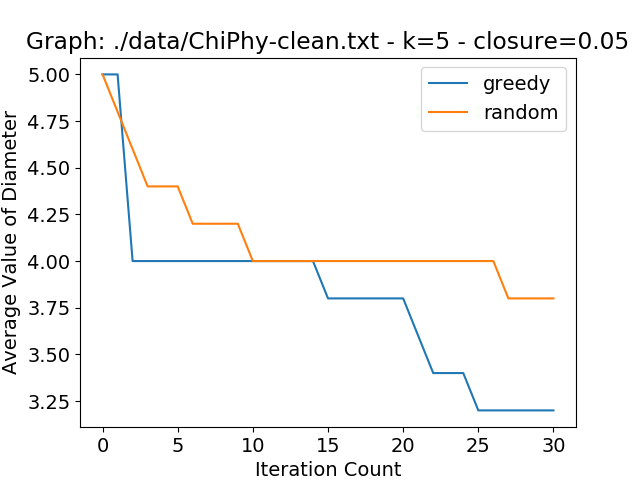 Graph: ./data/ChiPhy-clean.txt - k=5 - closure=0.05
greedy
random
Average Value of Diameter
5.00
4.75
4.50
4.25
4.00
3.75
3.50
3.25
0 5 10 15 20 25 30
Iteration Count